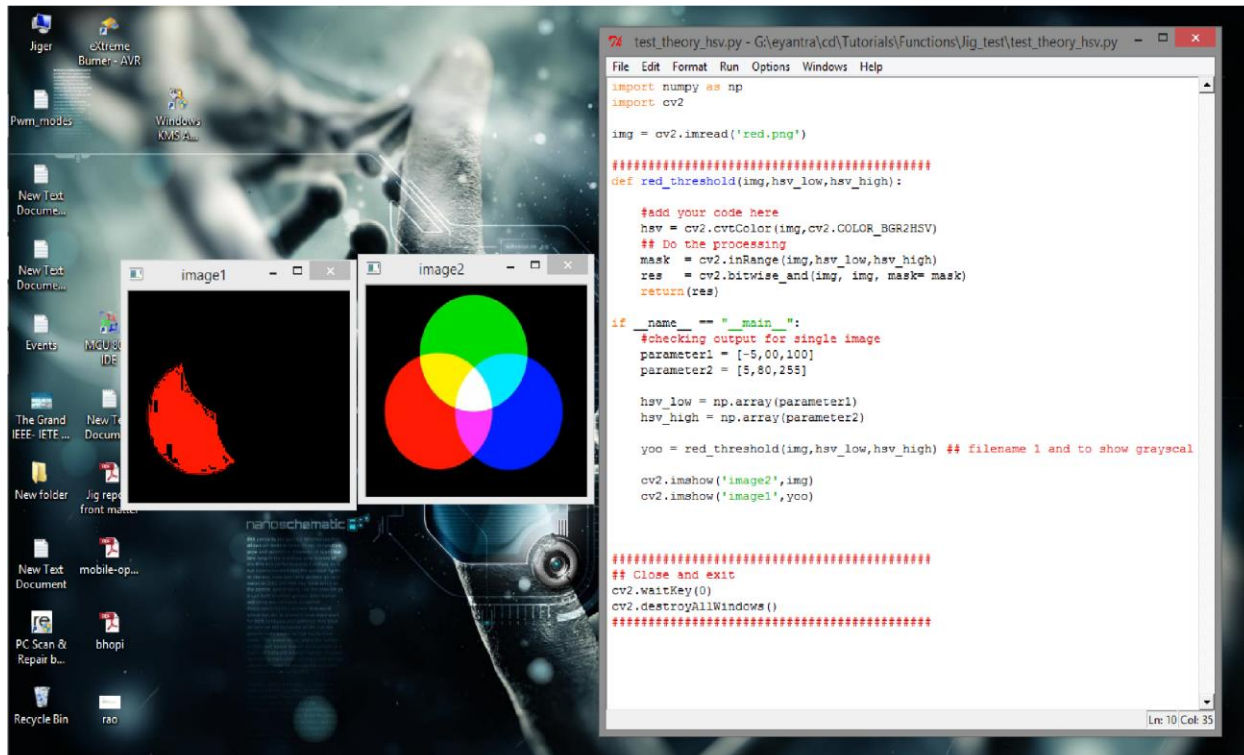 Jiger
eXtreme
Burner - AVR
Pwm_modes
Windows
KMS A...
New Text
Docume...
New Text
Docume...
Events
MCU 8
IDE
The Grand
IEEE- IETE ...
New Te
Docum
New folder
Jig repo
front matter
New Text
Document
mobile-op...
PC Scan &
Repair b...
bhopi
Recycle Bin
rao
image1
image2
nanoschematic
76 test_theory_hsv.py - G:\eyantra\cd\Tutorials\Functions\Jig_test\test_theory_hsv.py
File Edit Format Run Options Windows Help
import numpy as np
import cv2
img = cv2.imread('red.png')
############################################
def red_threshold(img,hsv_low,hsv_high):
#add your code here
hsv = cv2.cvtColor(img,cv2.COLOR_BGR2HSV)
## Do the processing
mask = cv2.inRange(img,hsv_low,hsv_high)
res = cv2.bitwise_and(img, img, mask= mask)
return(res)
if __name__ == "__main__":
#checking output for single image
parameter1 = [-5,00,100]
parameter2 = [5,80,255]
hsv_low = np.array(parameter1)
hsv_high = np.array(parameter2)
yoo = red_threshold(img,hsv_low,hsv_high) ## filename 1 and to show grayscal
cv2.imshow('image2',img)
cv2.imshow('image1',yoo)
############################################
## Close and exit
cv2.waitKey(0)
cv2.destroyAllWindows()
############################################
Ln: 10 Col: 35